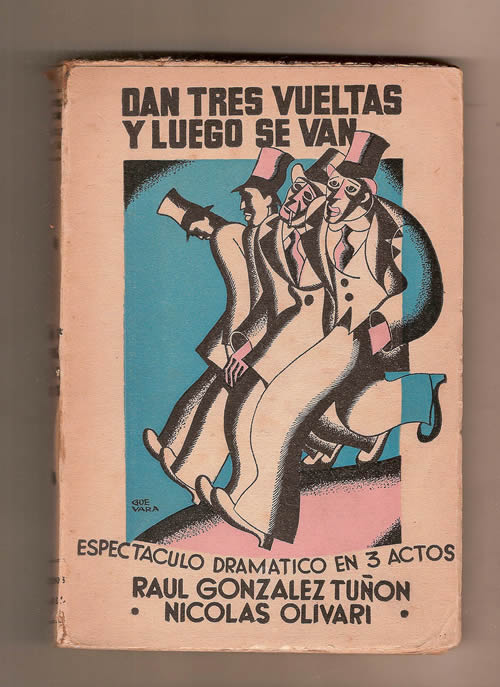 DAN TRES VUELTAS
Y LUEGO SE VAN
GUE
VARA
ESPECTACULO DRAMATICO EN 3 ACTOS
RAUL GONZALEZ TUÑON
• NICOLAS OLIVARI •